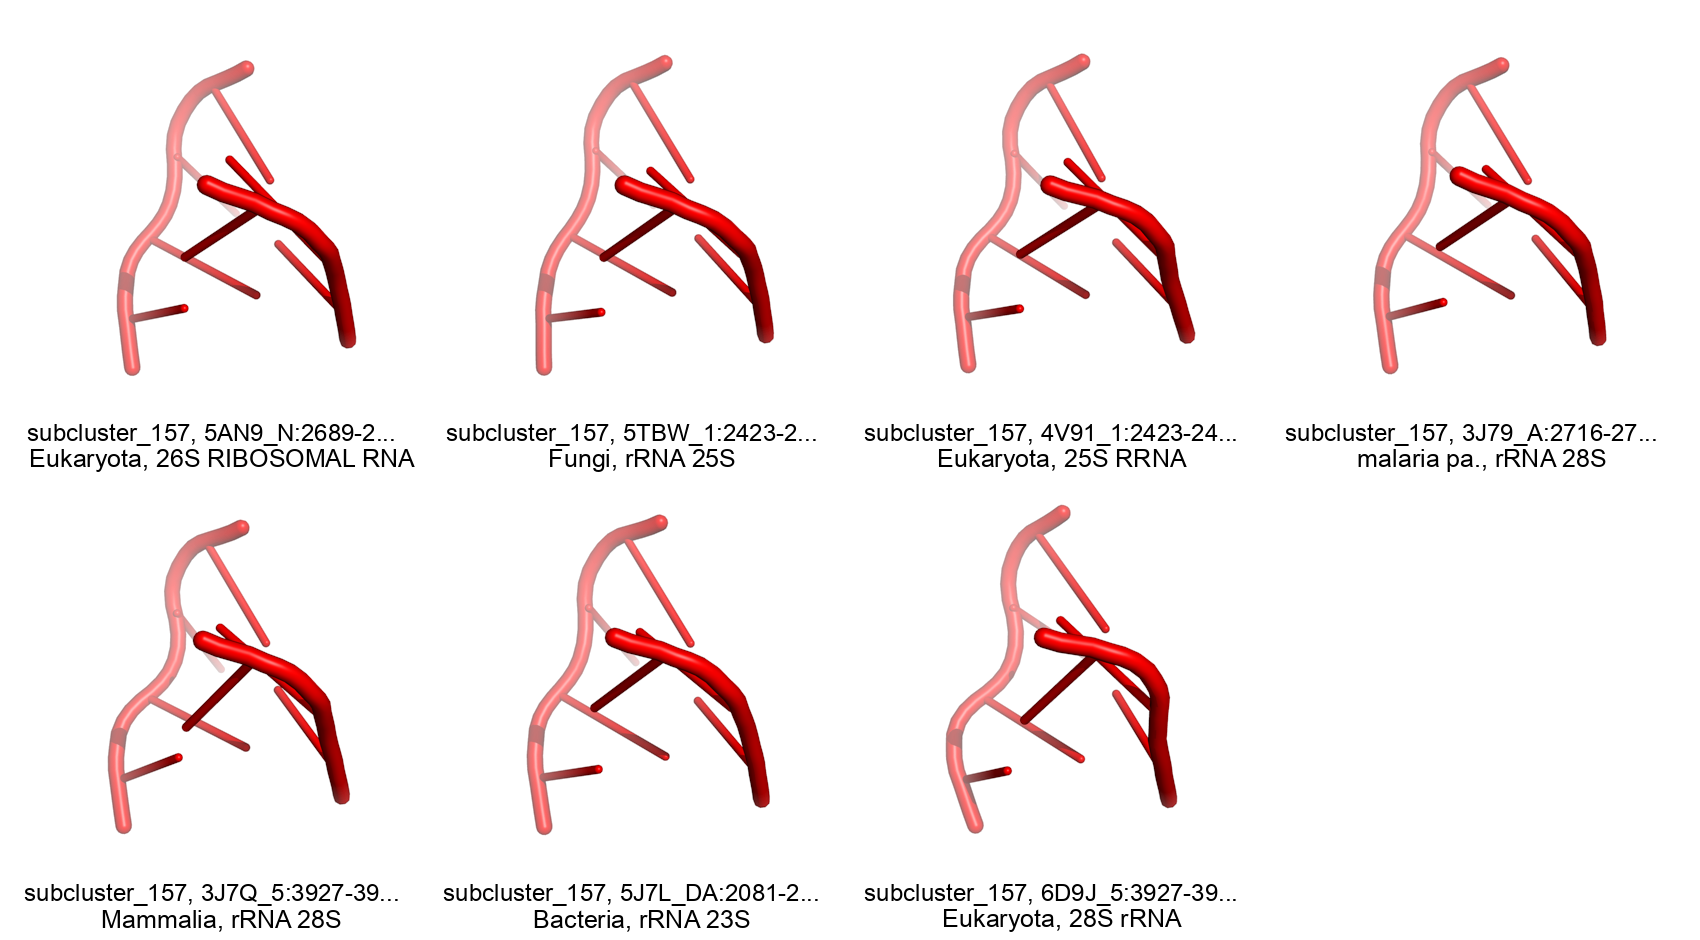 subcluster_157, 5AN9_N:2689-2...
Eukaryota, 26S RIBOSOMAL RNA
subcluster_157, 5TBW_1:2423-2...
Fungi, rRNA 25S
subcluster_157, 4V91_1:2423-24...
Eukaryota, 25S RRNA
subcluster_157, 3J79_A:2716-27...
malaria pa., rRNA 28S
subcluster_157, 3J7Q_5:3927-39...
Mammalia, rRNA 28S
subcluster_157, 5J7L_DA:2081-2...
Bacteria, rRNA 23S
subcluster_157, 6D9J_5:3927-39...
Eukaryota, 28S rRNA